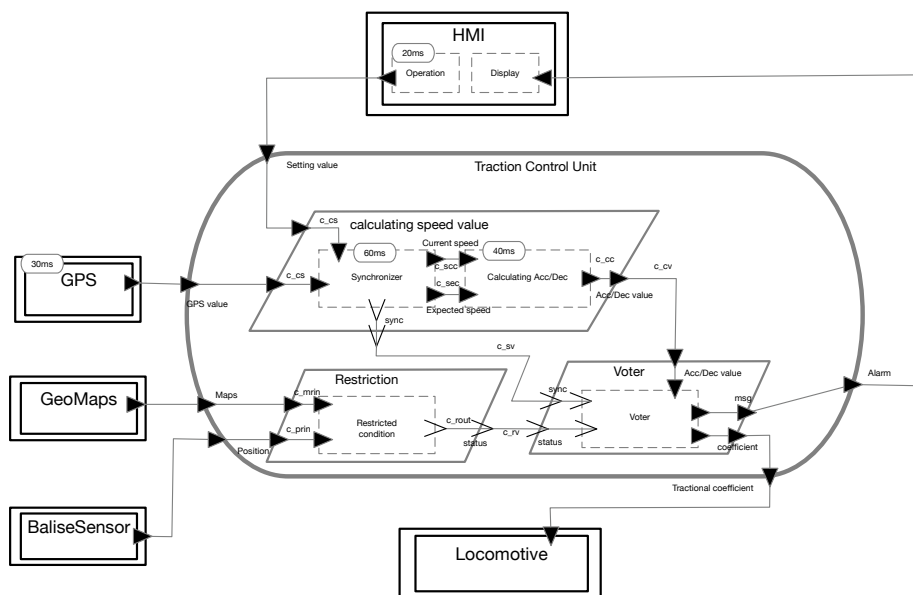 HMI
20ms
Operation
Display
Setting value
Traction Control Unit
c_cs
calculating speed value
Current speed
60ms
40ms
30ms
GPS
c_cs
Synchronizer
c_scc
Calculating Acc/Dec
c_cc
c_cv
c_sec
GPS value
Expected speed
Acc/Dec value
sync
c_sv
Restriction
Voter
Acc/Dec value
Alarm
GeoMaps
Maps
c_mrin
sync
msg
Restricted
condition
c_rout
Voter
c_prin
status
c_rv
status
coefficient
Position
Tractional coefficient
BaliseSensor
Locomotive